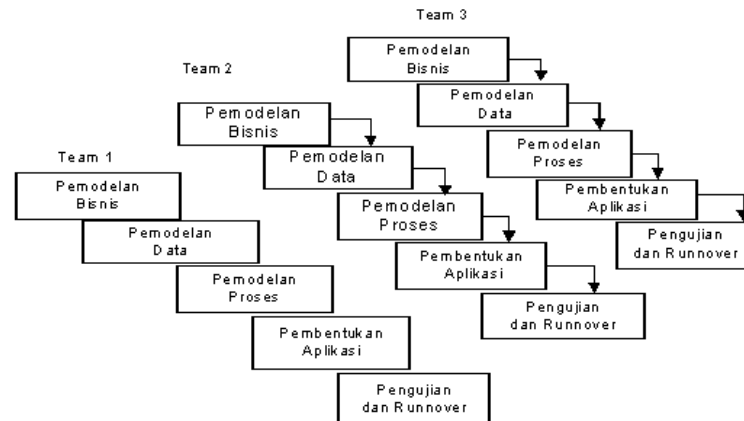 Team 3
Pemodelan
Bisnis
Pemodelan
Data
Pemodelan
Proses
Pembentukan
Aplikasi
Pengujian
dan Runnover
Team 2
Pemodelan
Bisnis
Pemodelan
Data
Pemodelan
Proses
Pembentukan
Aplikasi
Pengujian
dan Runnover
Team 1
Pemodelan
Bisnis
Pemodelan
Data
Pemodelan
Proses
Pembentukan
Aplikasi
Pengujian
dan Runnover